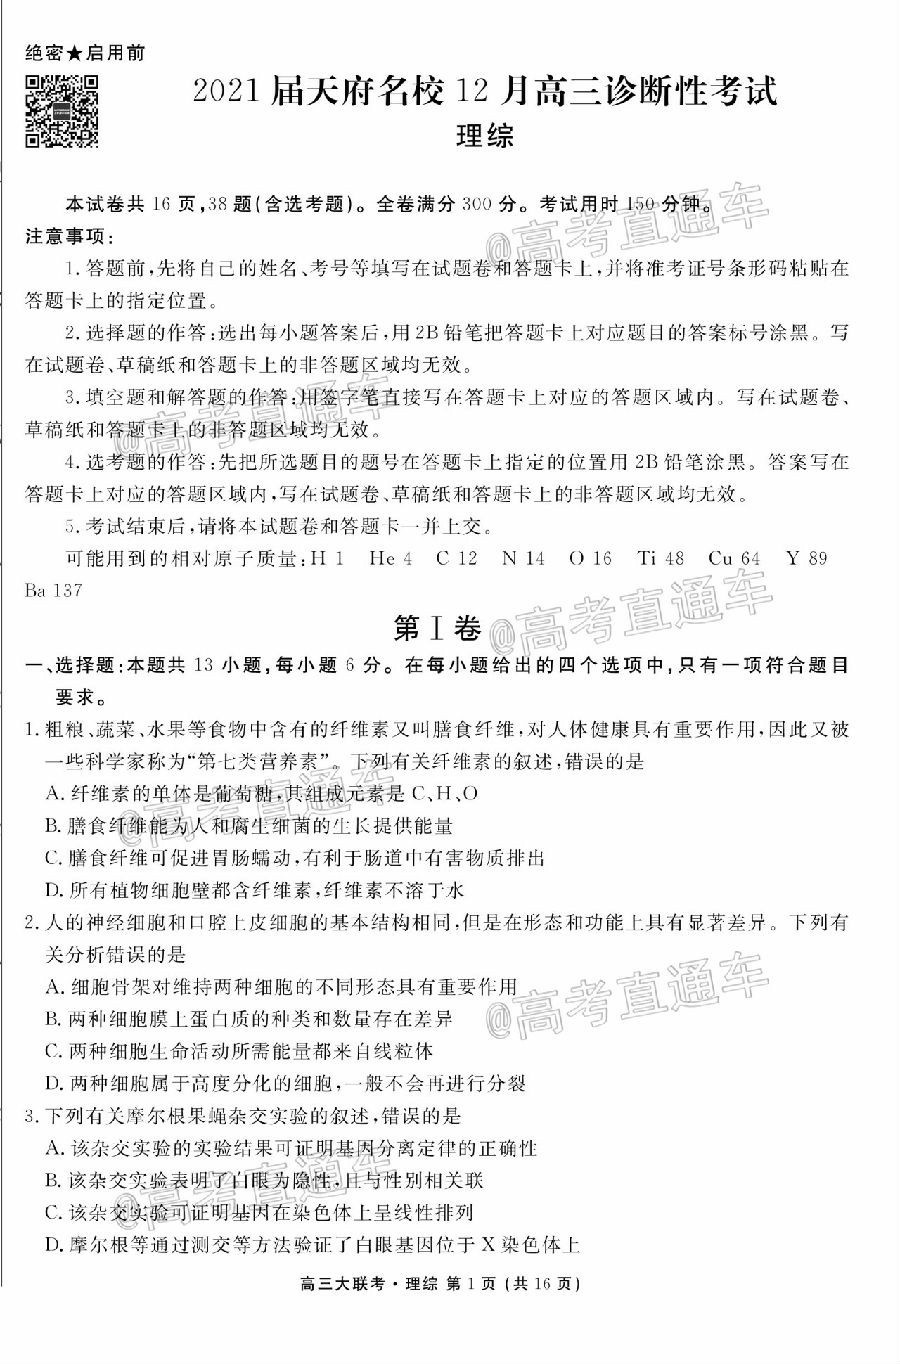 绝密★启用前
2021届天府名校12月高三诊断性考试
理综
本试卷共16页,38题(含选考题)。全卷满分300分。考试用时150分钟。
@高考直通车
注意事项:
1.答题前,先将自己的姓名、考号等填写在试题卷和答题卡上,并将准考证号条形码粘贴在
答题卡上的指定位置。
2.选择题的作答:选出每小题答案后,用2B铅笔把答题卡上对应题目的答案标号涂黑。写
在试题卷、草稿纸和答题卡上的非答题区域均无效。
3.填空题和解答题的作答:用签字笔直接写在答题卡上对应的答题区域内。写在试题卷、
草稿纸和答题卡上的非答题区域均无效。
@高考直通车
4.选考题的作答:先把所选题目的题号在答题卡上指定的位置用2B铅笔涂黑。答案写在
答题卡上对应的答题区域内,写在试题卷、草稿纸和答题卡上的非答题区域均无效。
5.考试结束后,请将本试题卷和答题卡一并上交。
可能用到的相对原子质量:H 1 He 4 C 12 N 14 O 16 Ti 48 Cu 64 Y 89
Ba 137
第Ⅰ卷
@高考直通车
一、选择题:本题共13小题,每小题6分。在每小题给出的四个选项中,只有一项符合题目
要求。
1.粗粮、蔬菜、水果等食物中含有的纤维素又叫膳食纤维,对人体健康具有重要作用,因此又被
一些科学家称为“第七类营养素”。下列有关纤维素的叙述,错误的是
A.纤维素的单体是葡萄糖,其组成元素是C、H、O
@高考直通车
B.膳食纤维能为人和腐生细菌的生长提供能量
C.膳食纤维可促进胃肠蠕动,有利于肠道中有害物质排出
D.所有植物细胞壁都含纤维素,纤维素不溶于水
2.人的神经细胞和口腔上皮细胞的基本结构相同,但是在形态和功能上具有显著差异。下列有
关分析错误的是
A.细胞骨架对维持两种细胞的不同形态具有重要作用
@高考直通车
B.两种细胞膜上蛋白质的种类和数量存在差异
C.两种细胞生命活动所需能量都来自线粒体
D.两种细胞属于高度分化的细胞,一般不会再进行分裂
3.下列有关摩尔根果蝇杂交实验的叙述,错误的是
A.该杂交实验的实验结果可证明基因分离定律的正确性
B.该杂交实验表明了白眼为隐性,且与性别相关联
@高考直通车
C.该杂交实验可证明基因在染色体上呈线性排列
D.摩尔根等通过测交等方法验证了白眼基因位于X染色体上
高三大联考·理综 第1页(共16页)